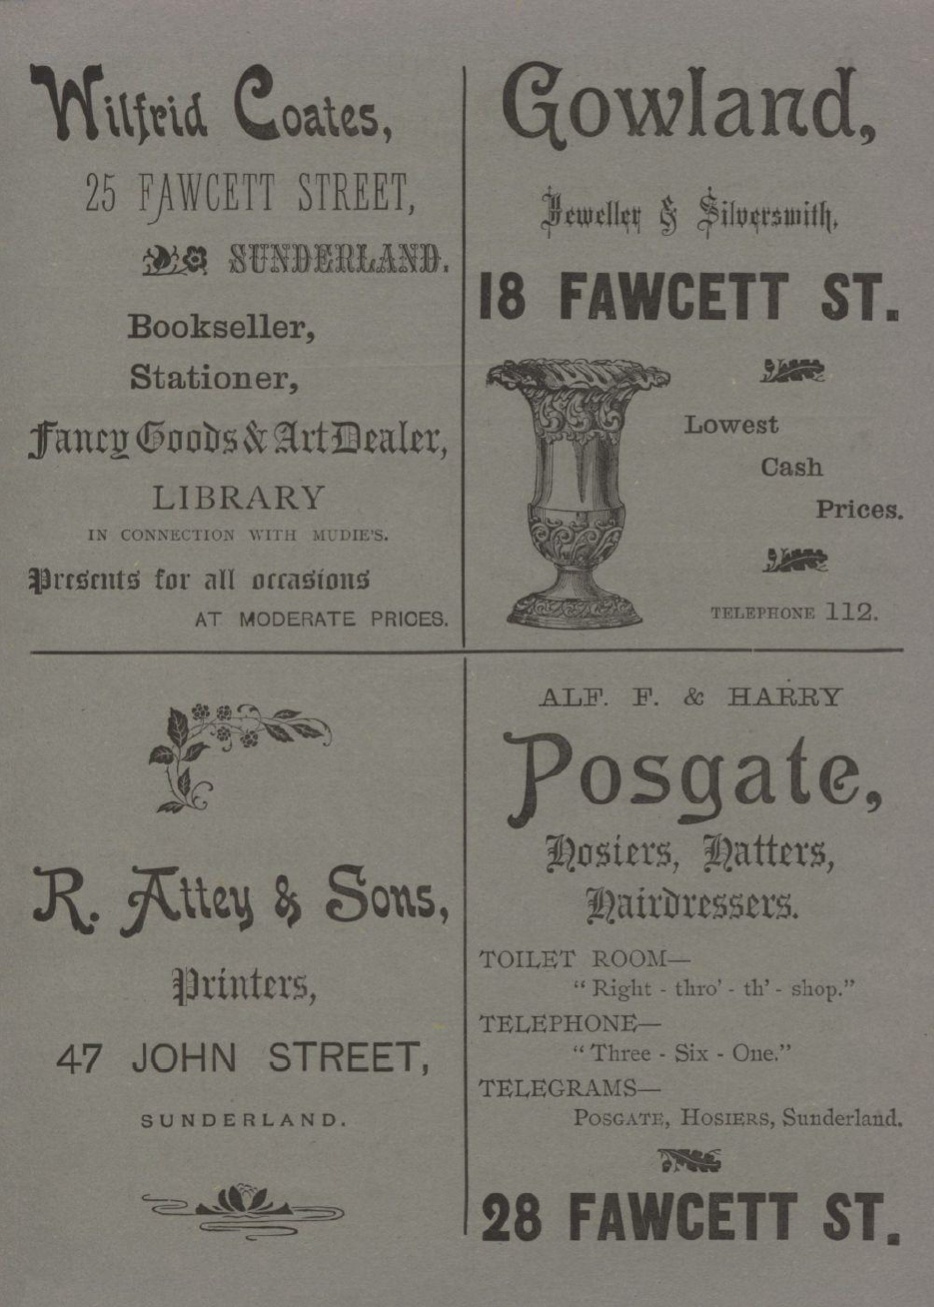 Wilfrid Coates,
25 FAWCETT STREET,
SUNDERLAND.
Bookseller,
Stationer,
Fancy Goods & Art Dealer,
LIBRARY
IN CONNECTION WITH MUDIE'S.
Presents for all occasions
AT MODERATE PRICES.
Gowland,
Jeweller & Silversmith,
18 FAWCETT ST.
Lowest
Cash
Prices.
TELEPHONE 112.
R. Attey & Sons,
Printers,
47 JOHN STREET,
SUNDERLAND.
ALF. F. & HARRY
Posgate,
Hosiers, Hatters,
Hairdressers.
TOILET ROOM—
“ Right - thro' - th' - shop.”
TELEPHONE—
“ Three - Six - One.”
TELEGRAMS—
POSGATE, HOSIERS, Sunderland.
28 FAWCETT ST.